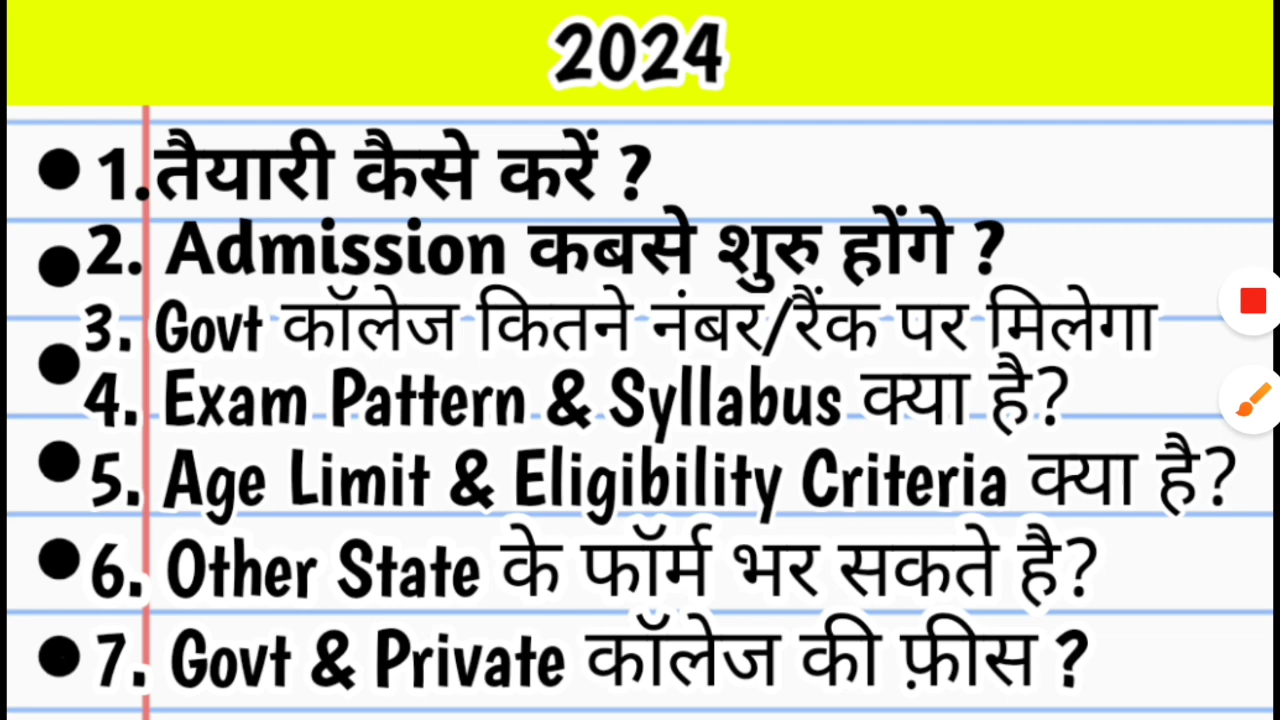 2024
1.तैयारी कैसे करें ?
2. Admission कबसे शुरु होंगे ?
3. Govt कॉलेज कितने नंबर/रैंक पर मिलेगा
4. Exam Pattern & Syllabus क्या है?
5. Age Limit & Eligibility Criteria क्या है?
6. Other State के फॉर्म भर सकते है?
7. Govt & Private कॉलेज की फ़ीस ?